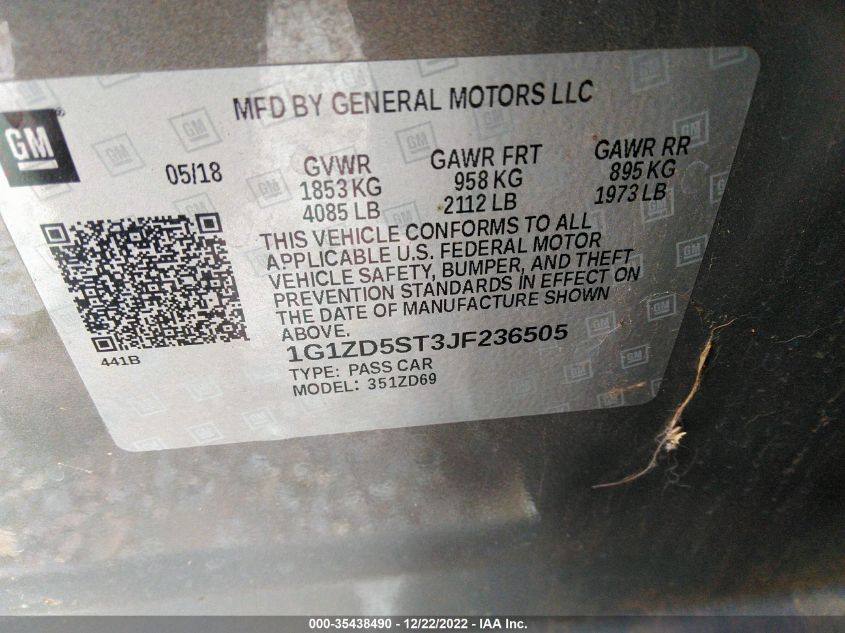 MFD BY GENERAL MOTORS LLC
GM
05/18
GVWR
1853 KG
4085 LB
GAWR FRT
958 KG
2112 LB
GAWR RR
895 KG
1973 LB
THIS VEHICLE CONFORMS TO ALL
APPLICABLE U.S. FEDERAL MOTOR
VEHICLE SAFETY, BUMPER, AND THEFT
PREVENTION STANDARDS IN EFFECT ON
THE DATE OF MANUFACTURE SHOWN
ABOVE.
441B
1G1ZD5ST3JF236505
TYPE: PASS CAR
MODEL: 351ZD69
000-35438490 - 12/22/2022 - IAA Inc.